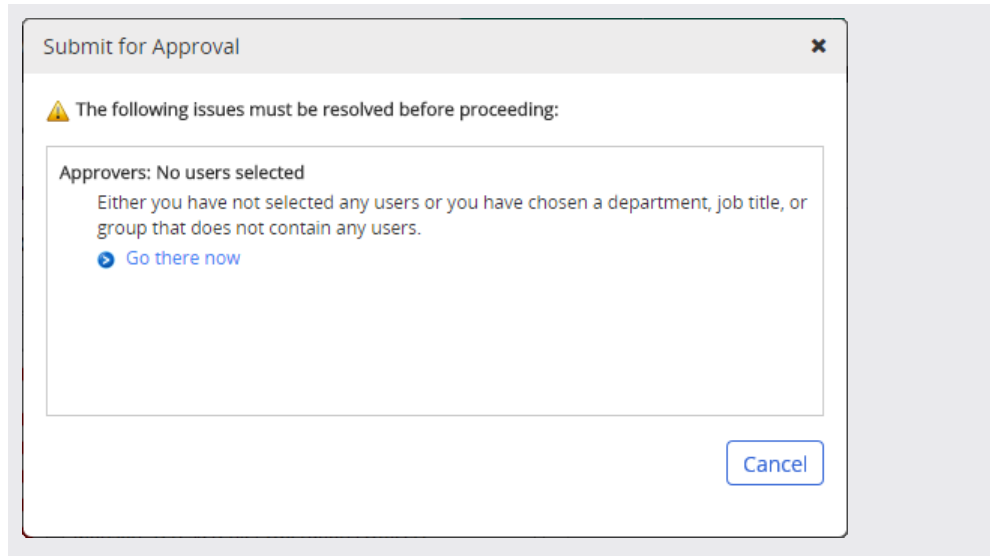 Submit for Approval
The following issues must be resolved before proceeding:
Approvers: No users selected
Either you have not selected any users or you have chosen a department, job title, or
group that does not contain any users.
Go there now
Cancel